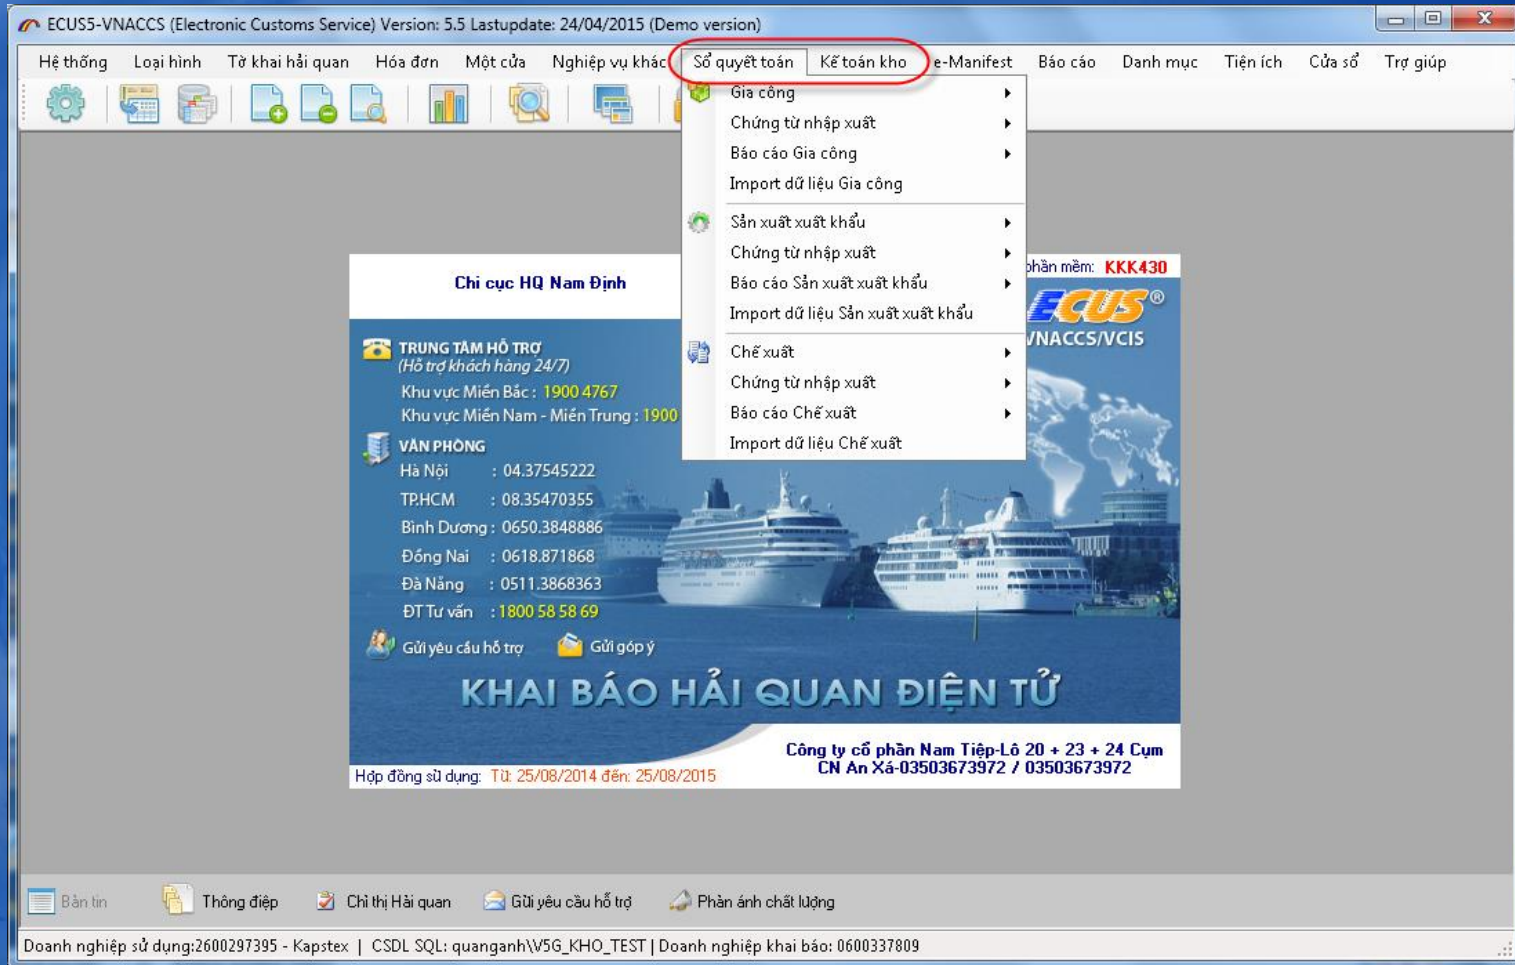 ECUS5-VNACCS (Electronic Customs Service) Version: 5.5 Lastupdate: 24/04/2015 (Demo version)
Hệ thống Loại hình Tờ khai hải quan Hóa đơn Một cửa Nghiệp vụ khác Sổ quyết toán Kế toán kho e-Manifest Báo cáo Danh mục Tiện ích Cửa sổ Trợ giúp
Gia công
Chứng từ nhập xuất
Báo cáo Gia công
Import dữ liệu Gia công
Sản xuất xuất khẩu
Chứng từ nhập xuất
Báo cáo Sản xuất xuất khẩu
Import dữ liệu Sản xuất xuất khẩu
Chế xuất
Chứng từ nhập xuất
Báo cáo Chế xuất
Import dữ liệu Chế xuất
Chi cục HQ Nam Định
phần mềm: KKK430
ECUS®
VNACCS/VCIS
TRUNG TÂM HỖ TRỢ
(Hỗ trợ khách hàng 24/7)
Khu vực Miền Bắc : 1900 4767
Khu vực Miền Nam - Miền Trung : 1900
VĂN PHÒNG
Hà Nội : 04.37545222
TP.HCM : 08.35470355
Bình Dương : 0650.3848886
Đồng Nai : 0618.871868
Đà Nẵng : 0511.3868363
ĐT Tư vấn : 1800 58 58 69
Gửi yêu cầu hỗ trợ Gửi góp ý
KHAI BÁO HẢI QUAN ĐIỆN TỬ
Công ty cổ phần Nam Tiệp-Lô 20 + 23 + 24 Cụm
CN An Xá-03503673972 / 03503673972
Hợp đồng sử dụng: Từ: 25/08/2014 đến: 25/08/2015
Bản tin Thông điệp Chỉ thị Hải quan Gửi yêu cầu hỗ trợ Phản ánh chất lượng
Doanh nghiệp sử dụng:2600297395 - Kapstex | CSDL SQL: quanganh\V5G_KHO_TEST | Doanh nghiệp khai báo: 0600337809